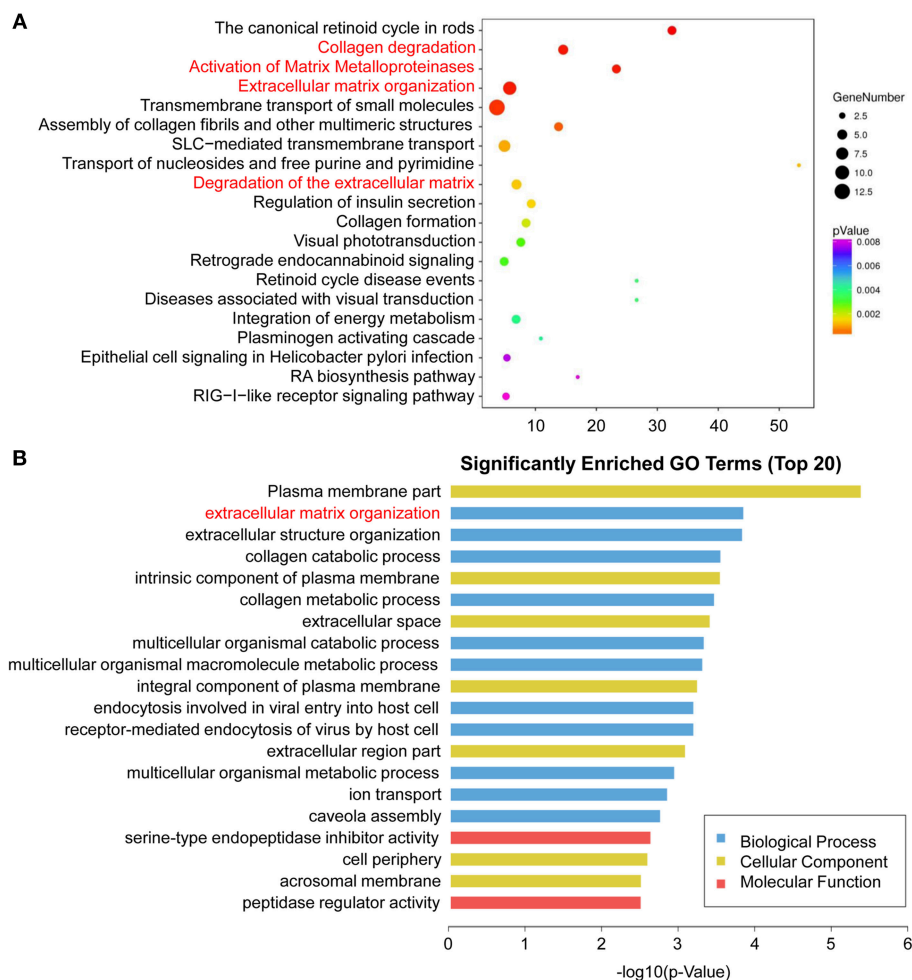 A
The canonical retinoid cycle in rods
Collagen degradation
Activation of Matrix Metalloproteinases
Extracellular matrix organization
Transmembrane transport of small molecules
Assembly of collagen fibrils and other multimeric structures
SLC−mediated transmembrane transport
Transport of nucleosides and free purine and pyrimidine
Degradation of the extracellular matrix
Regulation of insulin secretion
Collagen formation
Visual phototransduction
Retrograde endocannabinoid signaling
Retinoid cycle disease events
Diseases associated with visual transduction
Integration of energy metabolism
Plasminogen activating cascade
Epithelial cell signaling in Helicobacter pylori infection
RA biosynthesis pathway
RIG−I−like receptor signaling pathway
10 20 30 40 50
GeneNumber
2.5
5.0
7.5
10.0
12.5
pValue
0.008
0.006
0.004
0.002
B
Significantly Enriched GO Terms (Top 20)
Plasma membrane part
extracellular matrix organization
extracellular structure organization
collagen catabolic process
intrinsic component of plasma membrane
collagen metabolic process
extracellular space
multicellular organismal catabolic process
multicellular organismal macromolecule metabolic process
integral component of plasma membrane
endocytosis involved in viral entry into host cell
receptor-mediated endocytosis of virus by host cell
extracellular region part
multicellular organismal metabolic process
ion transport
caveola assembly
serine-type endopeptidase inhibitor activity
cell periphery
acrosomal membrane
peptidase regulator activity
Biological Process
Cellular Component
Molecular Function
0 1 2 3 4 5 6
-log10(p-Value)